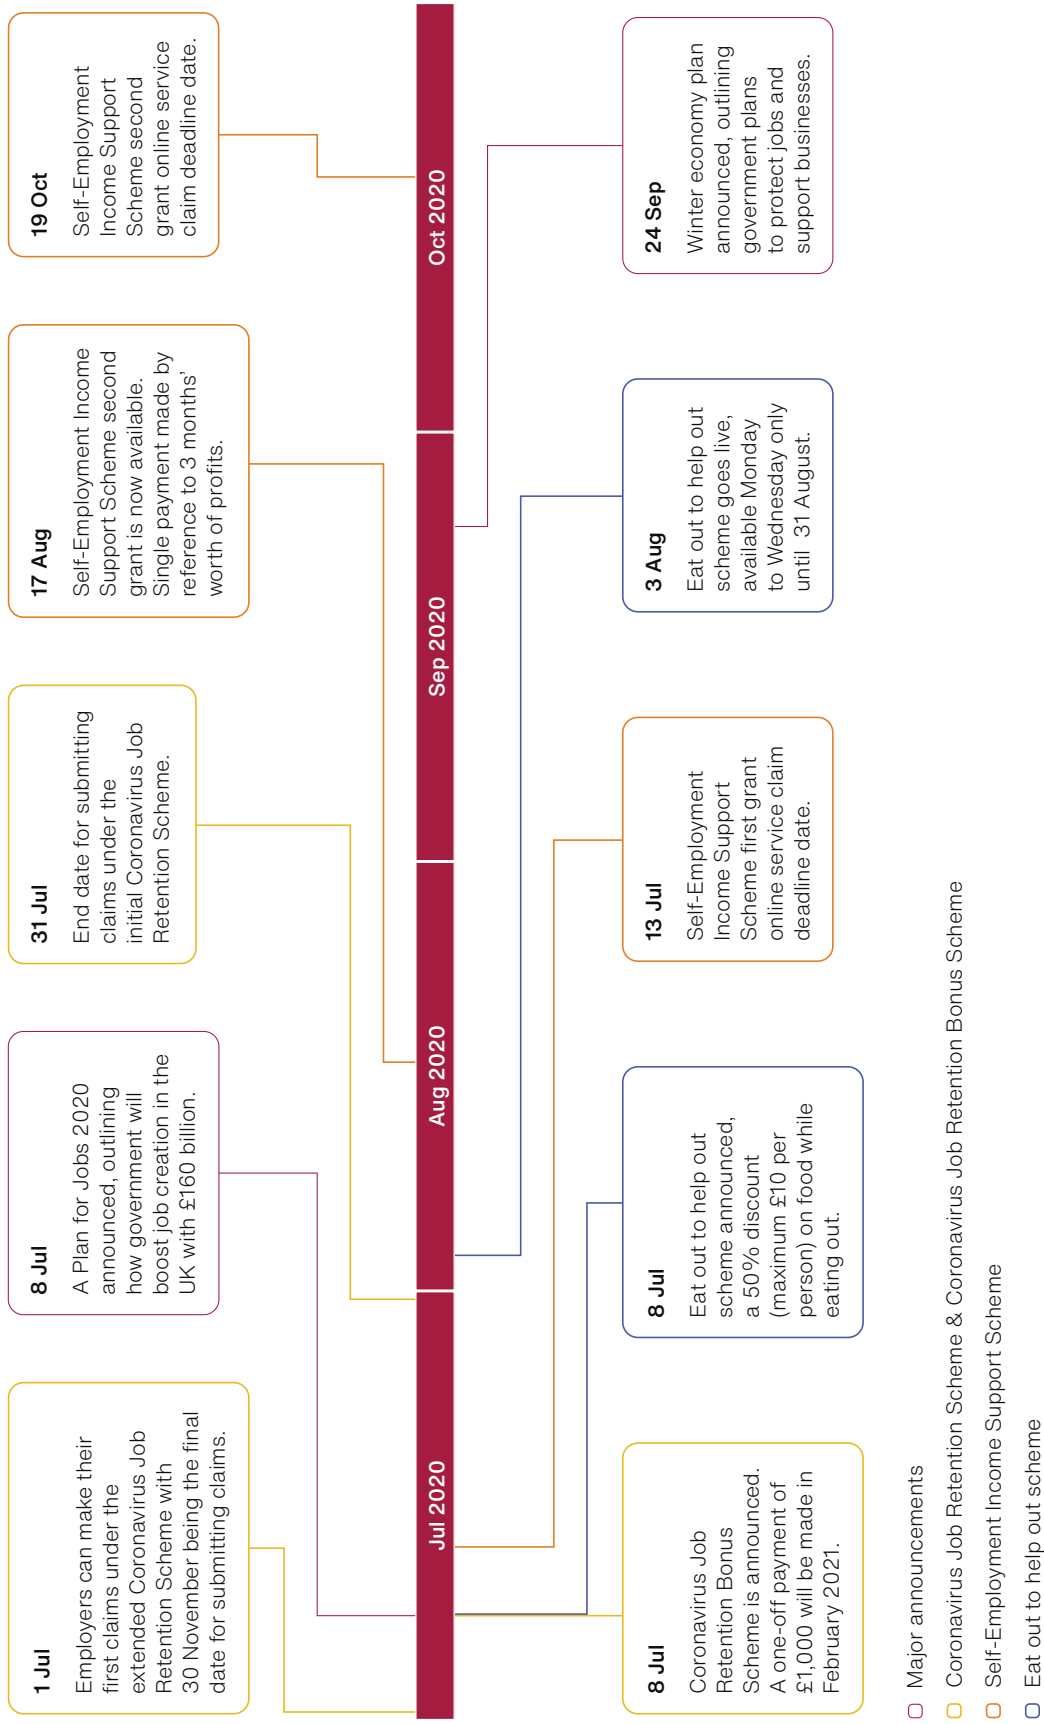 1 Jul
Employers can make their
first claims under the
extended Coronavirus Job
Retention Scheme with
30 November being the final
date for submitting claims.
8 Jul
A Plan for Jobs 2020
announced, outlining
how government will
boost job creation in the
UK with £160 billion.
31 Jul
End date for submitting
claims under the
initial Coronavirus Job
Retention Scheme.
17 Aug
Self-Employment Income
Support Scheme second
grant is now available.
Single payment made by
reference to 3 months’
worth of profits.
19 Oct
Self-Employment
Income Support
Scheme second
grant online service
claim deadline date.
Jul 2020
Aug 2020
Sep 2020
Oct 2020
8 Jul
Coronavirus Job
Retention Bonus
Scheme is announced.
A one-off payment of
£1,000 will be made in
February 2021.
8 Jul
Eat out to help out
scheme announced,
a 50% discount
(maximum £10 per
person) on food while
eating out.
13 Jul
Self-Employment
Income Support
Scheme first grant
online service claim
deadline date.
3 Aug
Eat out to help out
scheme goes live,
available Monday
to Wednesday only
until 31 August.
24 Sep
Winter economy plan
announced, outlining
government plans
to protect jobs and
support businesses.
Major announcements
Coronavirus Job Retention Scheme & Coronavirus Job Retention Bonus Scheme
Self-Employment Income Support Scheme
Eat out to help out scheme